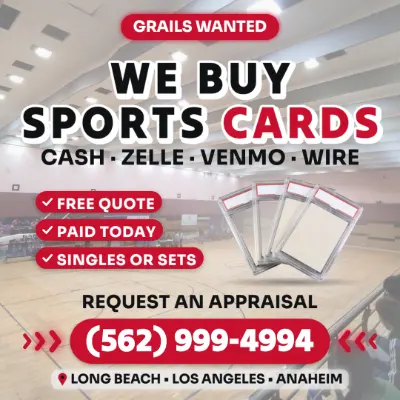 GRAILS WANTED
WE BUY
SPORTS CARDS
CASH · ZELLE · VENMO · WIRE
FREE QUOTE
PAID TODAY
SINGLES OR SETS
REQUEST AN APPRAISAL
(562) 999-4994
LONG BEACH • LOS ANGELES • ANAHEIM